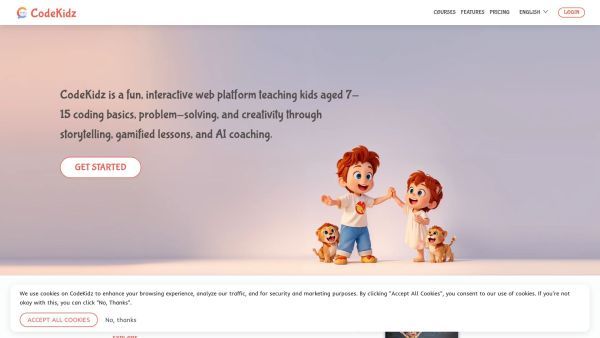 CodeKidz
COURSES FEATURES PRICING ENGLISH LOGIN
CodeKidz is a fun, interactive web platform teaching kids aged 7-
15 coding basics, problem-solving, and creativity through
storytelling, gamified lessons, and AI coaching.
GET STARTED
We use cookies on CodeKidz to enhance your browsing experience, analyze our traffic, and for security and marketing purposes. By clicking "Accept All Cookies", you consent to our use of cookies. If you're not
okay with this, you can click "No, Thanks".
ACCEPT ALL COOKIES No, thanks
EXPLORE